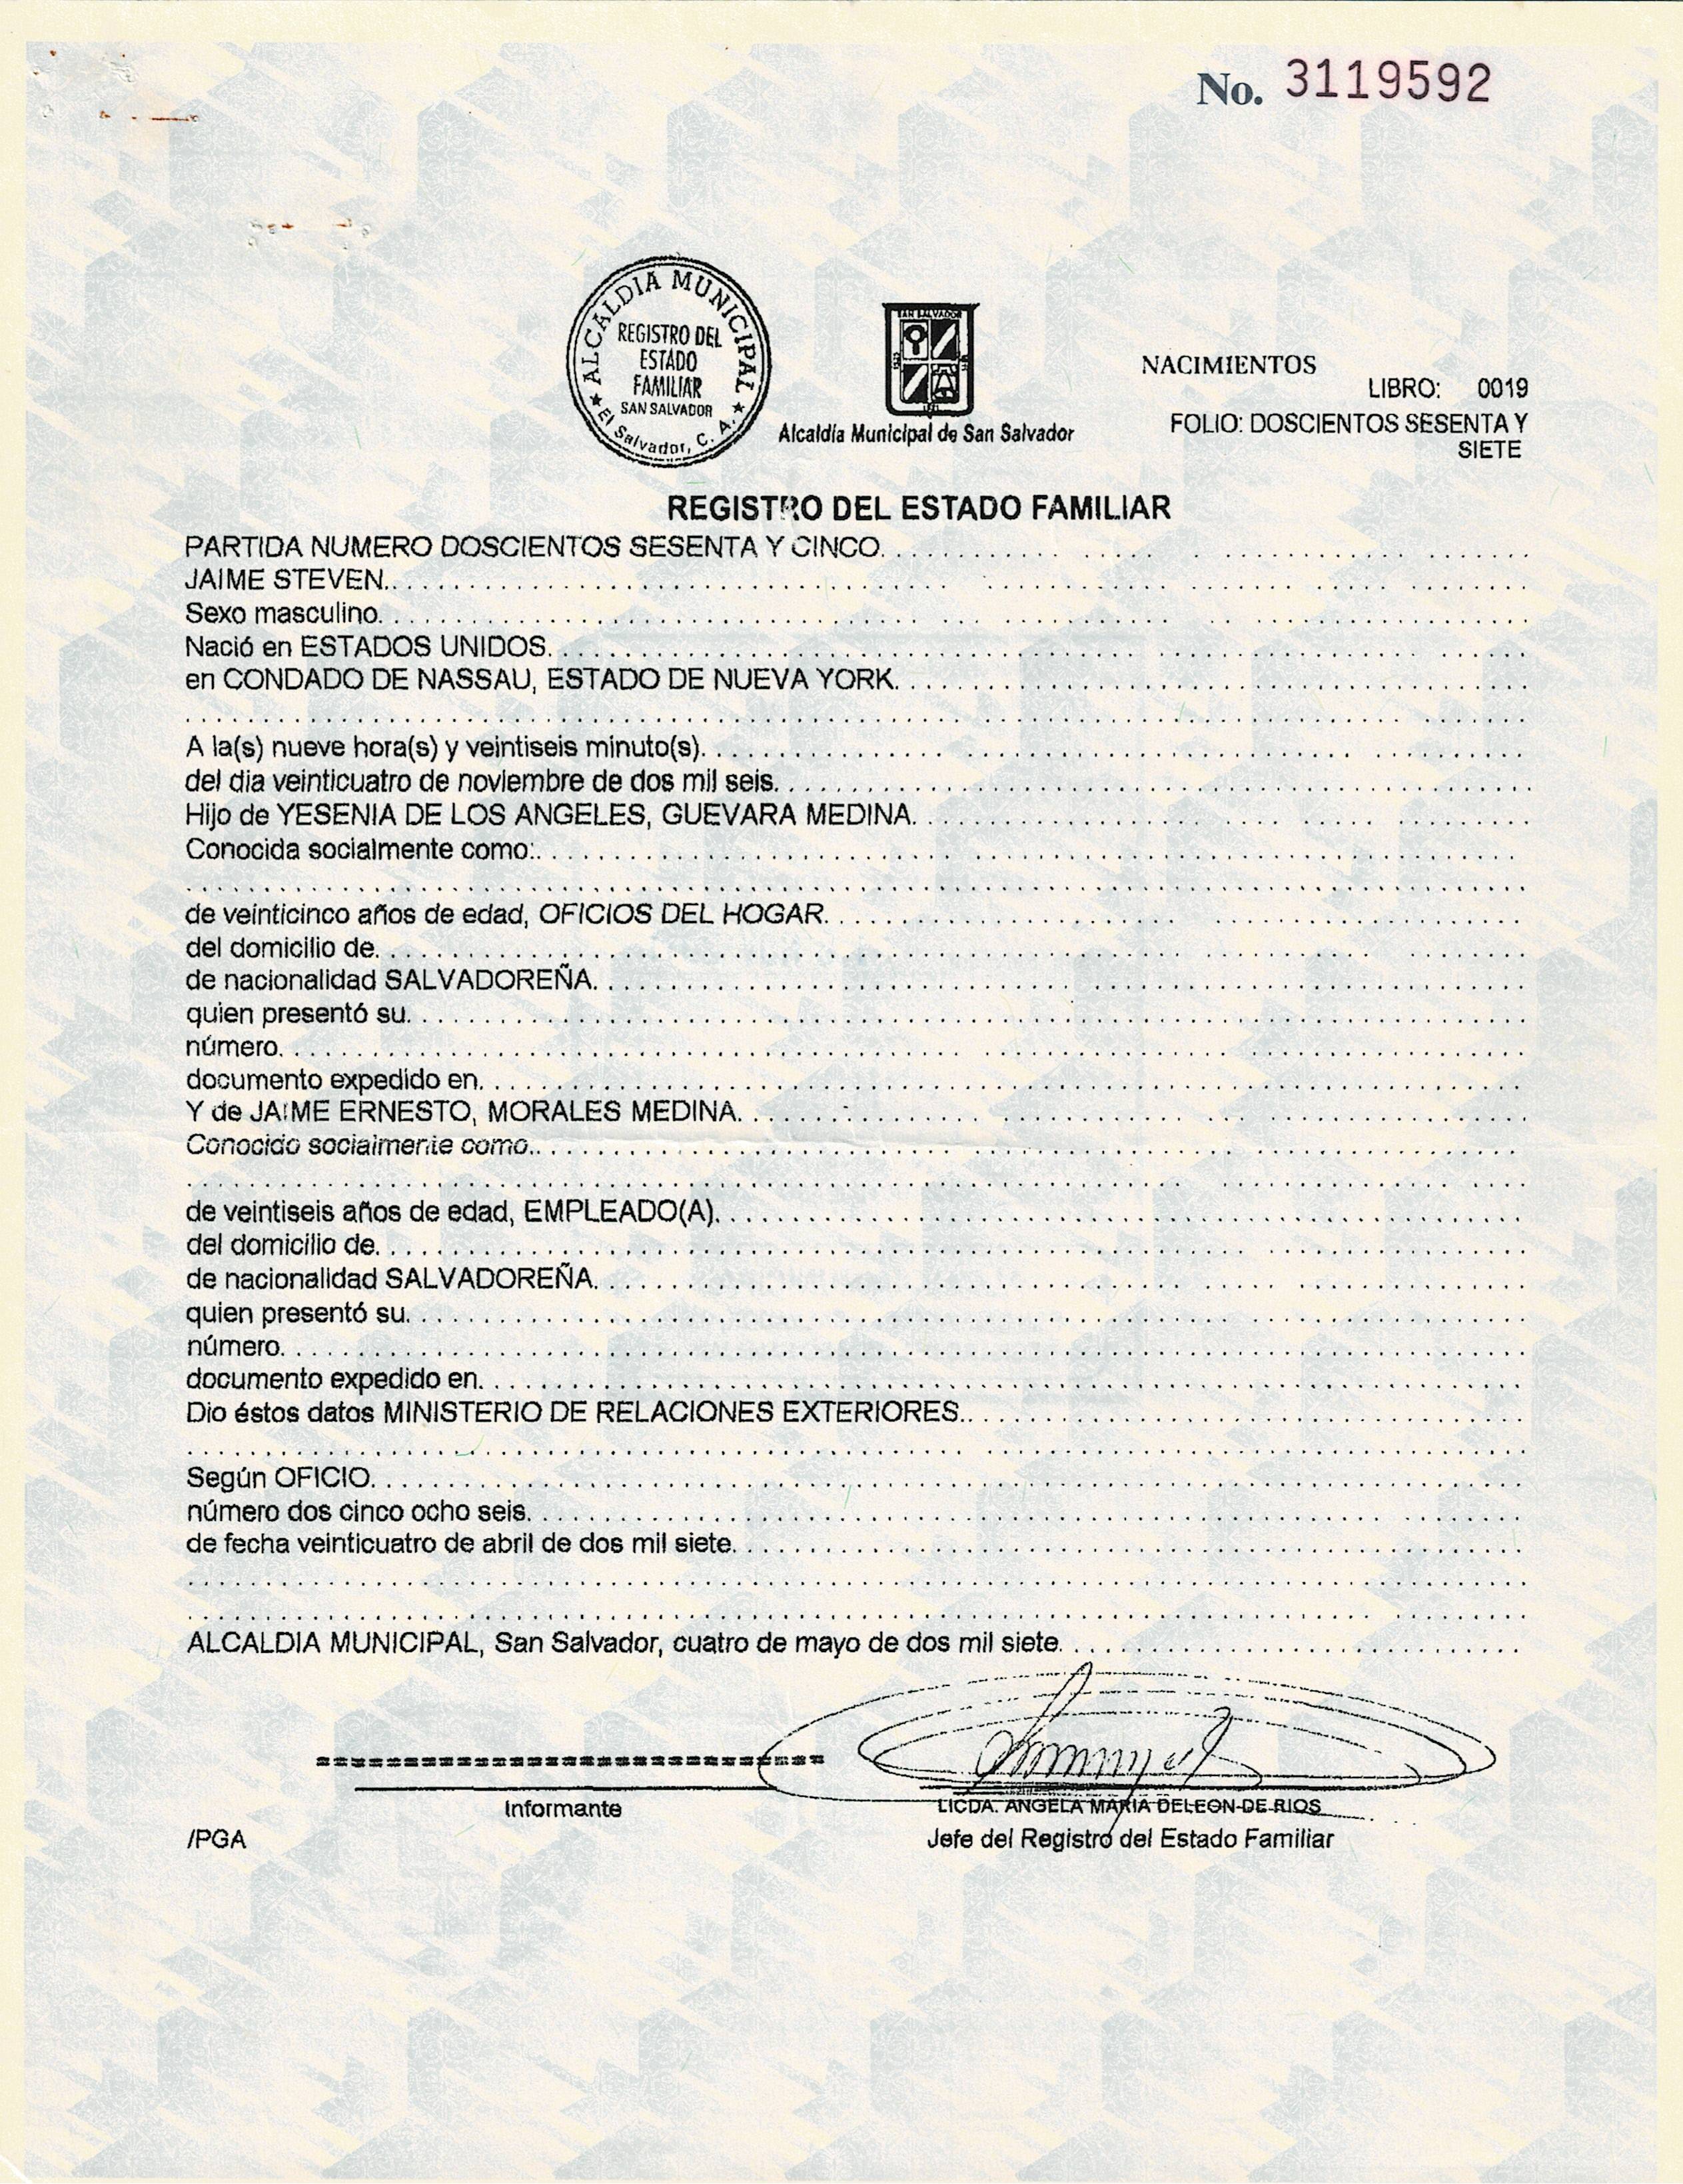 No. 3119592
ALCALDIA MUNICIPAL
REGISTRO DEL
ESTADO
FAMILIAR
SAN SALVADOR
El Salvador, C. A.
SAN SALVADOR
Alcaldía Municipal de San Salvador
NACIMIENTOS
LIBRO: 0019
FOLIO: DOSCIENTOS SESENTA Y
SIETE
REGISTRO DEL ESTADO FAMILIAR
PARTIDA NUMERO DOSCIENTOS SESENTA Y CINCO.
JAIME STEVEN.
Sexo masculino.
Nació en ESTADOS UNIDOS.
en CONDADO DE NASSAU, ESTADO DE NUEVA YORK.
A la(s) nueve hora(s) y veintiseis minuto(s).
del dia veinticuatro de noviembre de dos mil seis.
Hijo de YESENIA DE LOS ANGELES, GUEVARA MEDINA.
Conocida socialmente como:.
de veinticinco años de edad, OFICIOS DEL HOGAR.
del domicilio de.
de nacionalidad SALVADOREÑA.
quien presentó su.
número.
documento expedido en.
Y de JAIME ERNESTO, MORALES MEDINA.
Conocido socialmente como.
de veintiseis años de edad, EMPLEADO(A).
del domicilio de.
de nacionalidad SALVADOREÑA.
quien presentó su.
número.
documento expedido en.
Dio éstos datos MINISTERIO DE RELACIONES EXTERIORES.
Según OFICIO.
número dos cinco ocho seis.
de fecha veinticuatro de abril de dos mil siete.
ALCALDIA MUNICIPAL, San Salvador, cuatro de mayo de dos mil siete.
Informante
LICDA. ANGELA MARIA DELEON DE RIOS
/PGA
Jefe del Registro del Estado Familiar